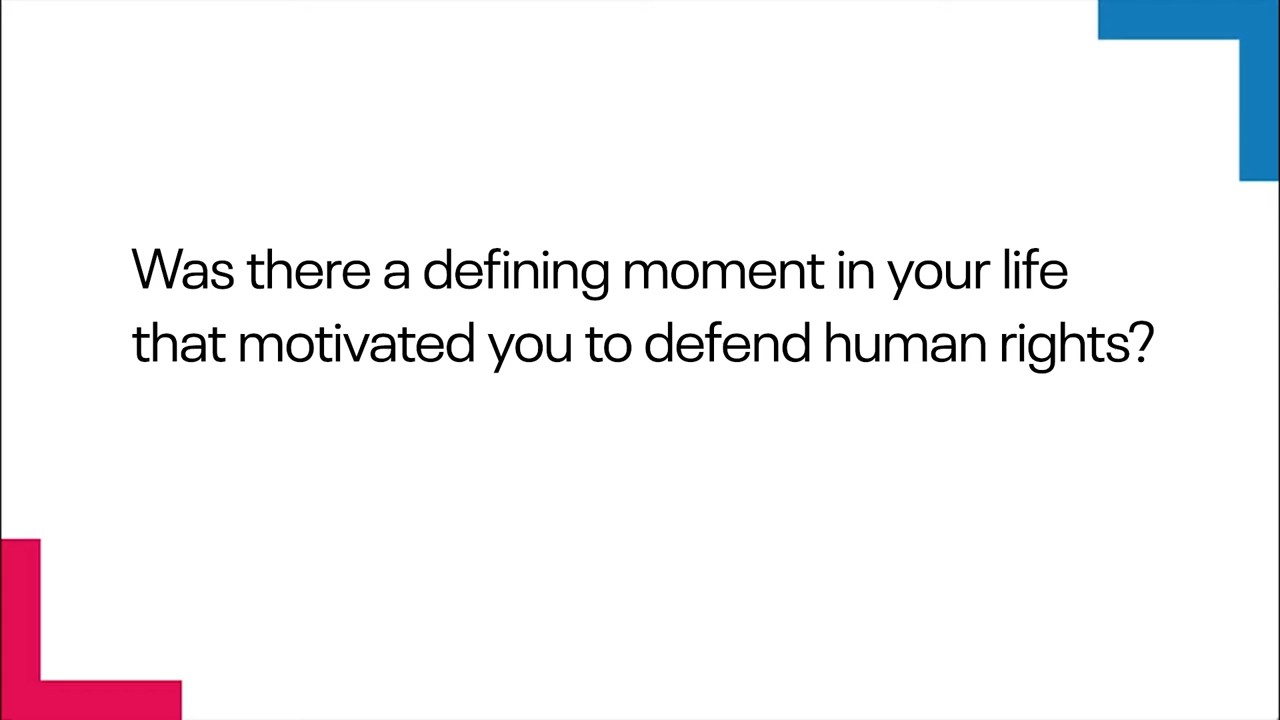 Was there a defining moment in your life
that motivated you to defend human rights?